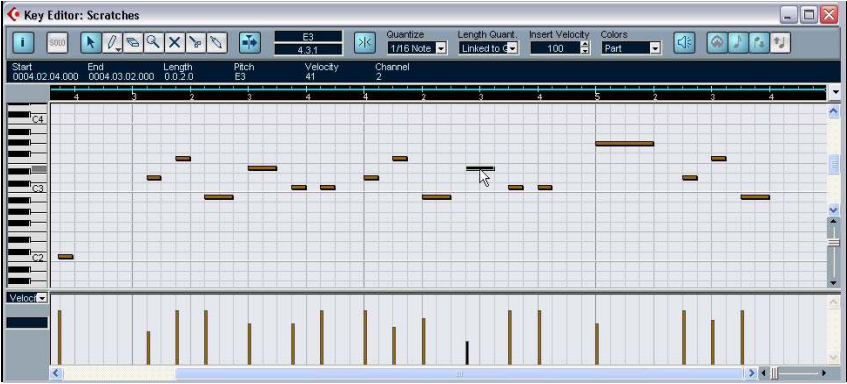 Key Editor: Scratches
i SOLO E3 4.3.1 Quantize 1/16 Note Length Quant. Linked to G Insert Velocity 100 Colors Part
Start End Length Pitch Velocity Channel
0004.02.04.000 0004.03.02.000 0.0.2.0 E3 41 2
4 3 2 3 4 4 2 3 4 5 2 3 4
C4
C3
C2
Veloci